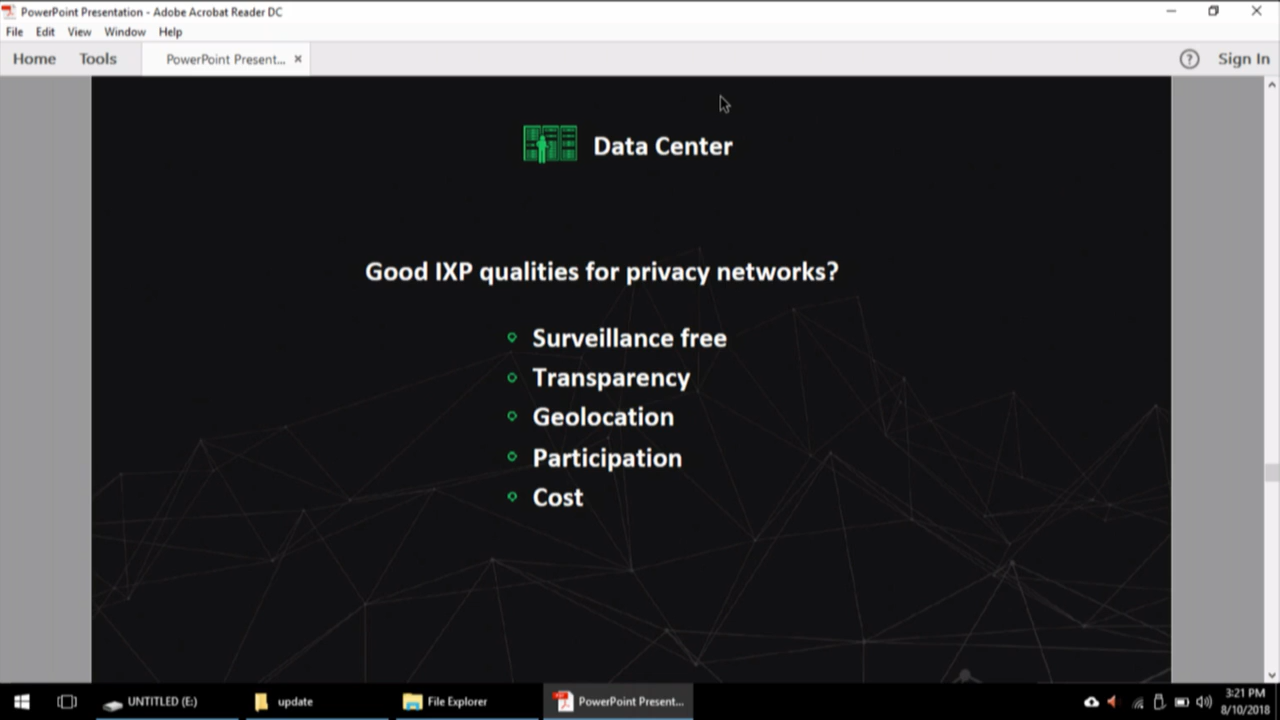 PowerPoint Presentation - Adobe Acrobat Reader DC
File Edit View Window Help
Home Tools PowerPoint Present... × ? Sign In
Data Center
Good IXP qualities for privacy networks?
Surveillance free
Transparency
Geolocation
Participation
Cost
UNTITLED (E:) update File Explorer PowerPoint Present... 3:21 PM
8/10/2018